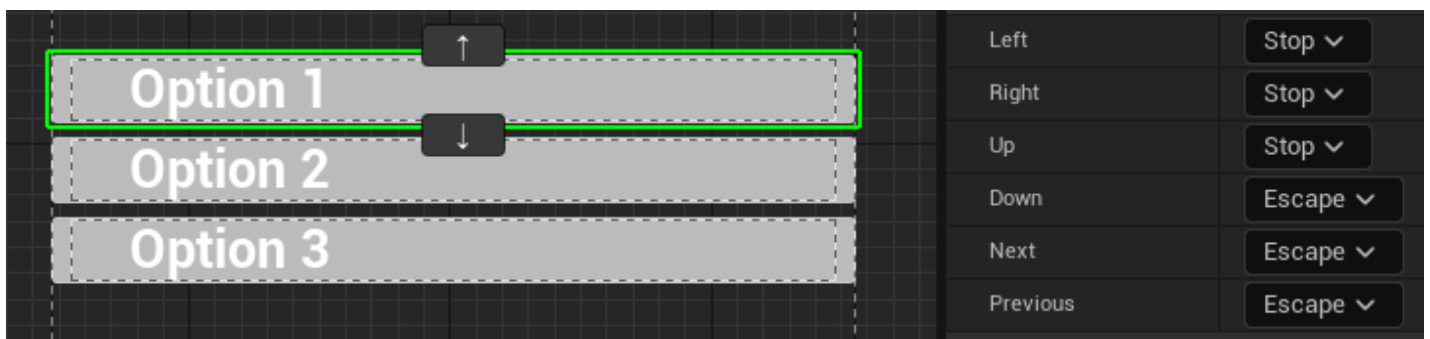 ↑
Option 1
↓
Option 2
Option 3
Left Stop
Right Stop
Up Stop
Down Escape
Next Escape
Previous Escape